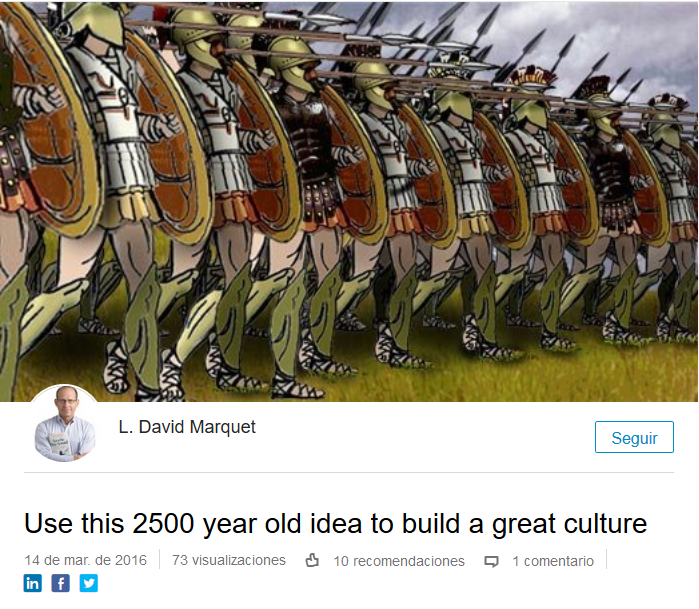 L. David Marquet
Seguir
Use this 2500 year old idea to build a great culture
14 de mar. de 2016 73 visualizaciones 10 recomendaciones 1 comentario
in f